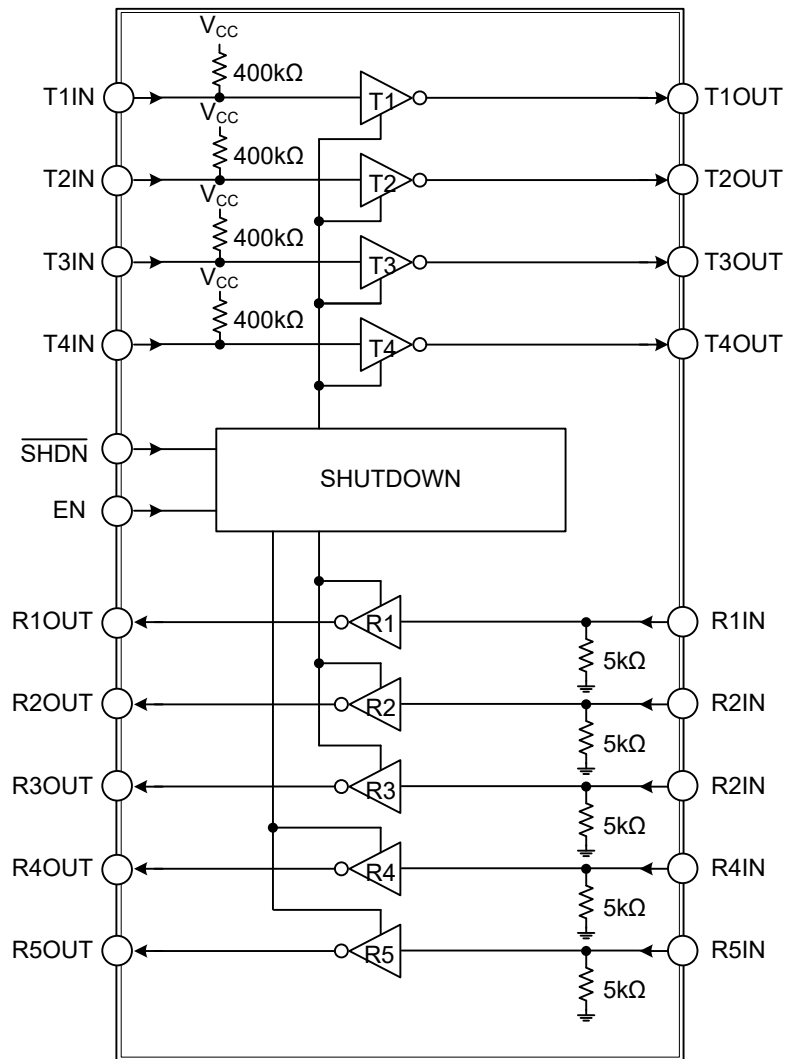 VCC
400kΩ
T1IN T1 T1OUT
VCC
400kΩ
T2IN T2 T2OUT
VCC
400kΩ
T3IN T3 T3OUT
VCC
400kΩ
T4IN T4 T4OUT
SHDN
SHUTDOWN
EN
R1OUT R1 R1IN
5kΩ
R2OUT R2 R2IN
5kΩ
R3OUT R3 R2IN
5kΩ
R4OUT R4 R4IN
5kΩ
R5OUT R5 R5IN
5kΩ